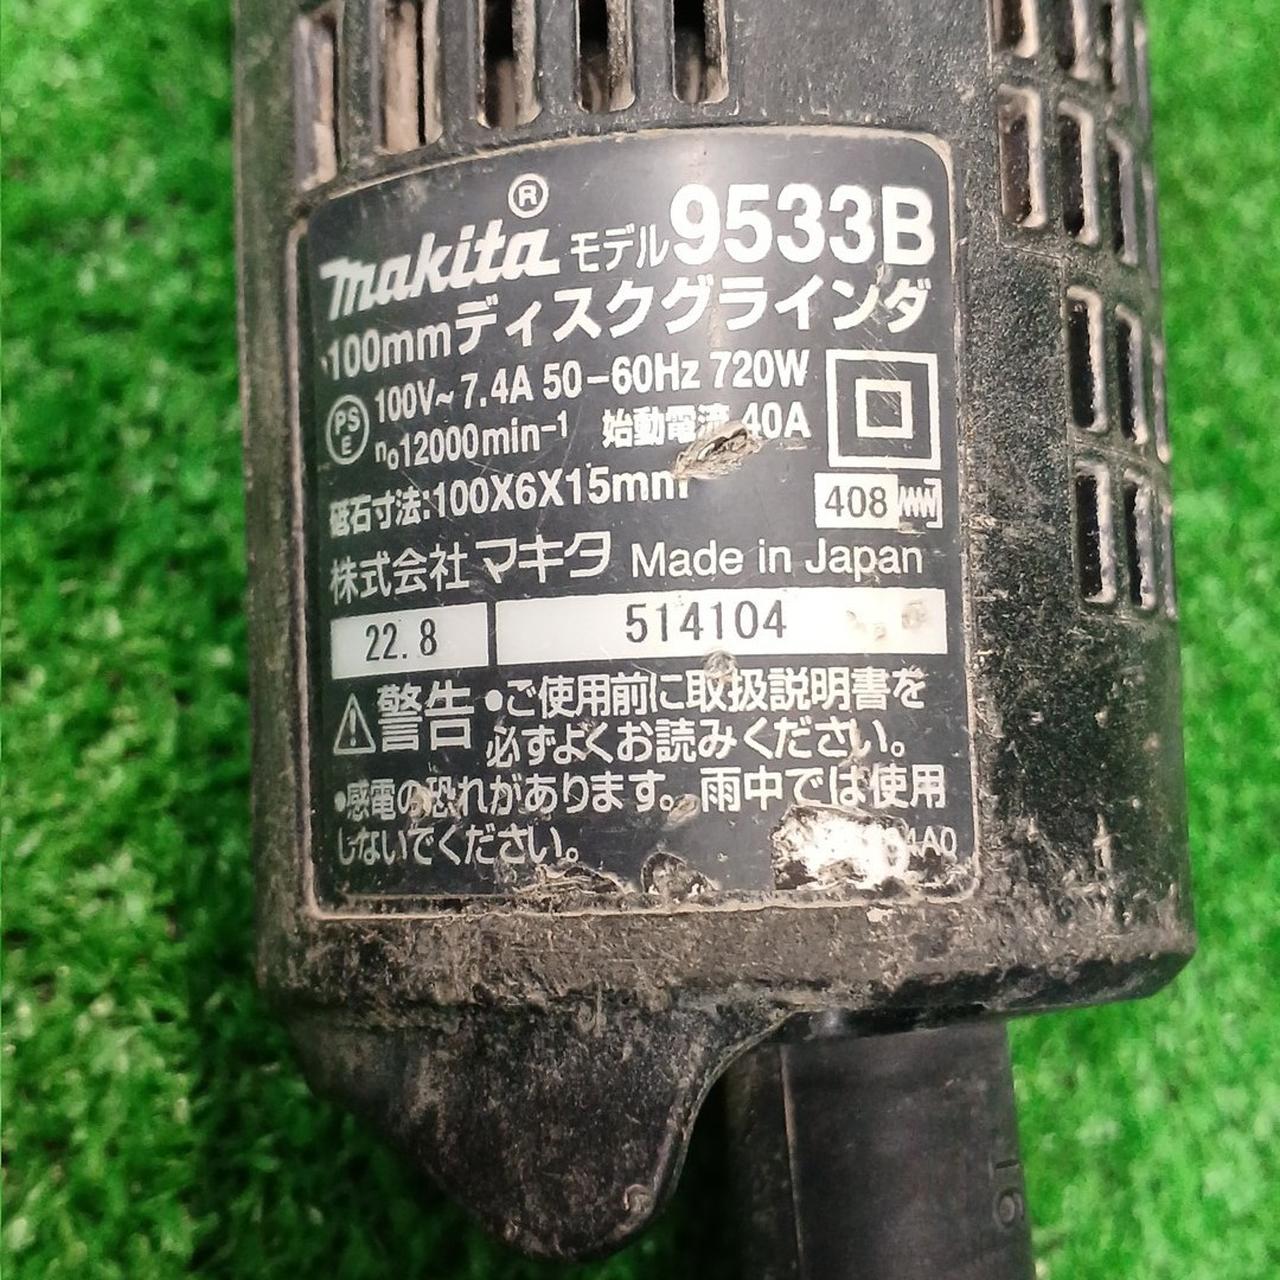 makita® モデル 9533B
100mmディスクグラインダ
PSE 100V~ 7.4A 50-60Hz 720W
n₀12000min⁻¹ 始動電流 40A
砥石寸法:100X6X15mm
408
株式会社 マキタ Made in Japan
22.8 514104
⚠警告 •ご使用前に取扱説明書を
必ずよくお読みください。
•感電の恐れがあります。雨中では使用
しないでください。
4A0